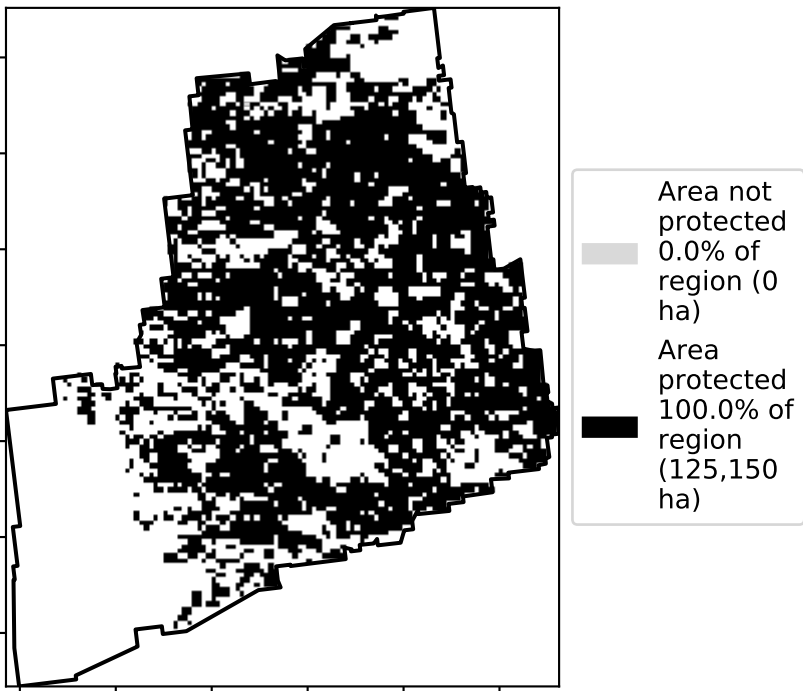 Area not
protected
0.0% of
region (0
ha)
Area
protected
100.0% of
region
(125,150
ha)